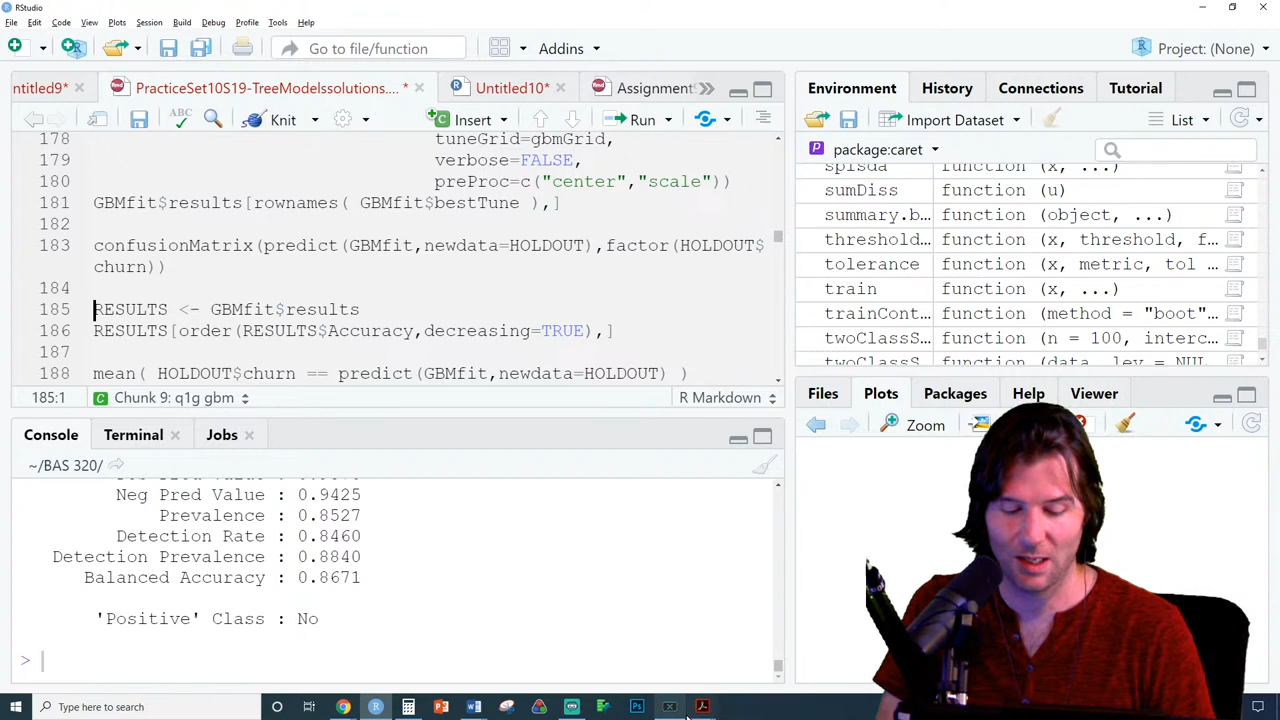 RStudio
File Edit Code View Plots Session Build Debug Profile Tools Help
Go to file/function Addins Project: (None)
ntitled9* PracticeSet10S19-TreeModelssolutions.... * Untitled10* Assignment
Knit Insert Run
178 tuneGrid=gbmGrid,
179 verbose=FALSE,
180 preProc=c("center","scale"))
181 GBMfit$results[rownames( GBMfit$bestTune ),]
182
183 confusionMatrix(predict(GBMfit,newdata=HOLDOUT),factor(HOLDOUT$
churn))
184
185 RESULTS <- GBMfit$results
186 RESULTS[order(RESULTS$Accuracy,decreasing=TRUE),]
187
188 mean( HOLDOUT$churn == predict(GBMfit,newdata=HOLDOUT) )
185:1 Chunk 9: q1g gbm R Markdown
Console Terminal Jobs
~/BAS 320/
Neg Pred Value : 0.9425
Prevalence : 0.8527
Detection Rate : 0.8460
Detection Prevalence : 0.8840
Balanced Accuracy : 0.8671
'Positive' Class : No
>
Environment History Connections Tutorial
Import Dataset List
package:caret
spisda function (x, ...)
sumDiss function (u)
summary.b... function (object, ...)
threshold... function (x, threshold, f...
tolerance function (x, metric, tol ...
train function (x, ...)
trainCont... function (method = "boot"...
twoClassS... function (n = 100, interc...
twoClassS... function (data, lev = NUL
Files Plots Packages Help Viewer
Zoom
Type here to search